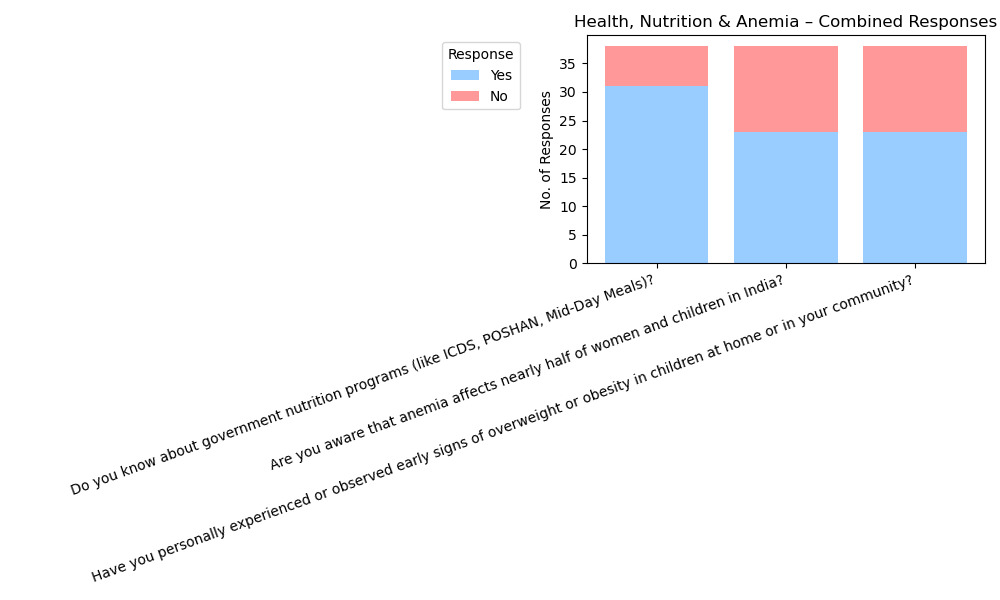 Health, Nutrition & Anemia – Combined Responses
Response
Yes
No
No. of Responses
35
30
25
20
15
10
5
0
Do you know about government nutrition programs (like ICDS, POSHAN, Mid-Day Meals)?
Are you aware that anemia affects nearly half of women and children in India?
Have you personally experienced or observed early signs of overweight or obesity in children at home or in your community?